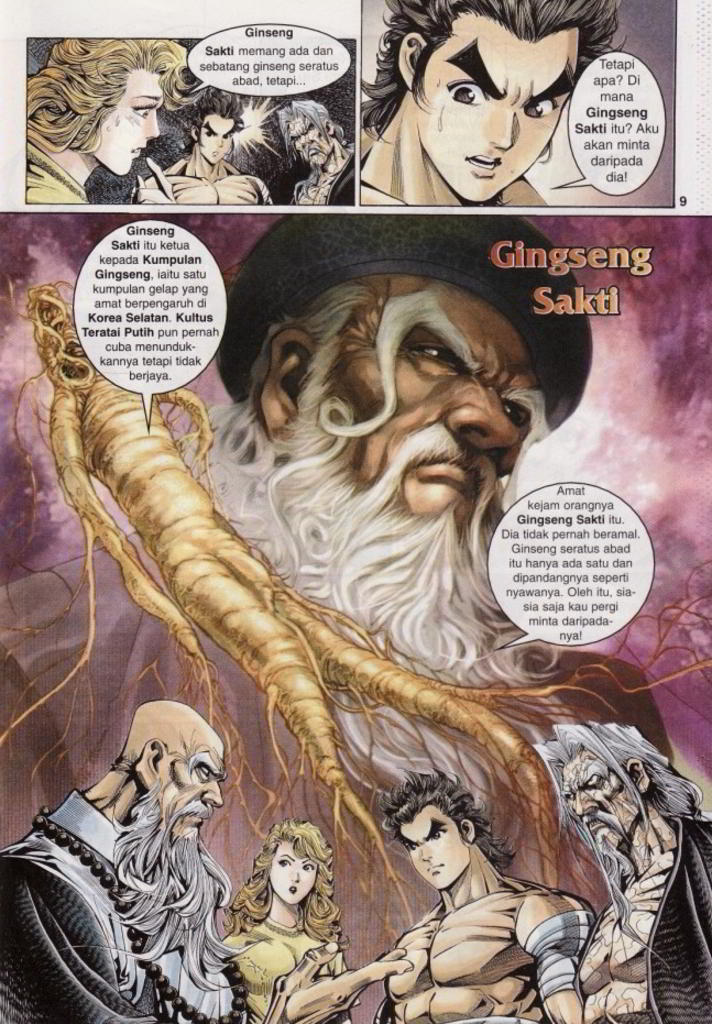 Ginseng
Sakti memang ada dan
sebatang ginseng seratus
abad, tetapi...
Tetapi
apa? Di
mana
Ginseng
Sakti itu? Aku
akan minta
daripada
dia!
9
Ginseng
Sakti itu ketua
kepada Kumpulan
Gingseng, iaitu satu
kumpulan gelap yang
amat berpengaruh di
Korea Selatan. Kultus
Teratai Putih pun pernah
cuba menunduk-
kannya tetapi tidak
berjaya.
Gingseng
Sakti
Amat
kejam orangnya
Gingseng Sakti itu.
Dia tidak pernah beramal.
Ginseng seratus abad
itu hanya ada satu dan
dipandangnya seperti
nyawanya. Oleh itu, sia-
sia saja kau pergi
minta daripada-
nya!